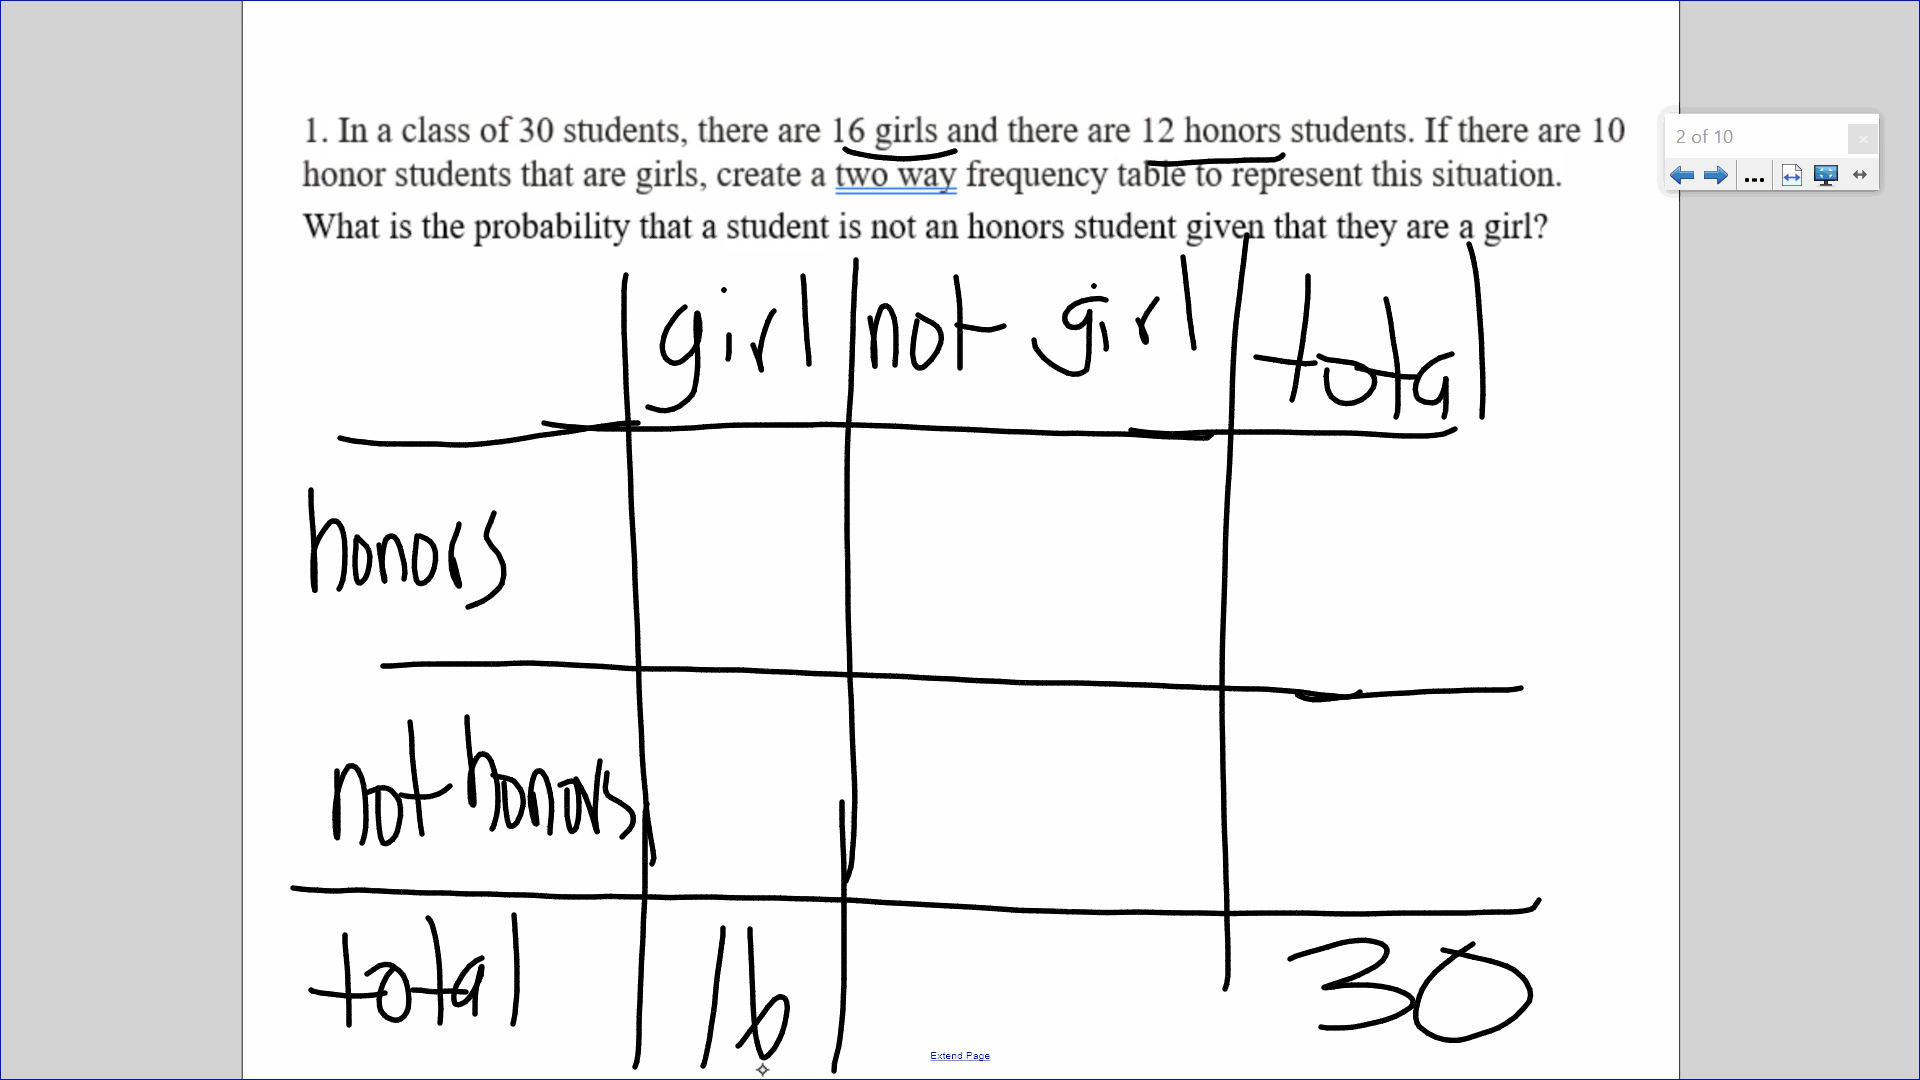 1. In a class of 30 students, there are 16 girls and there are 12 honors students. If there are 10
honor students that are girls, create a two way frequency table to represent this situation.
What is the probability that a student is not an honors student given that they are a girl?
2 of 10
...
girl not girl total
honors
not honors
total 16 30
Extend Page